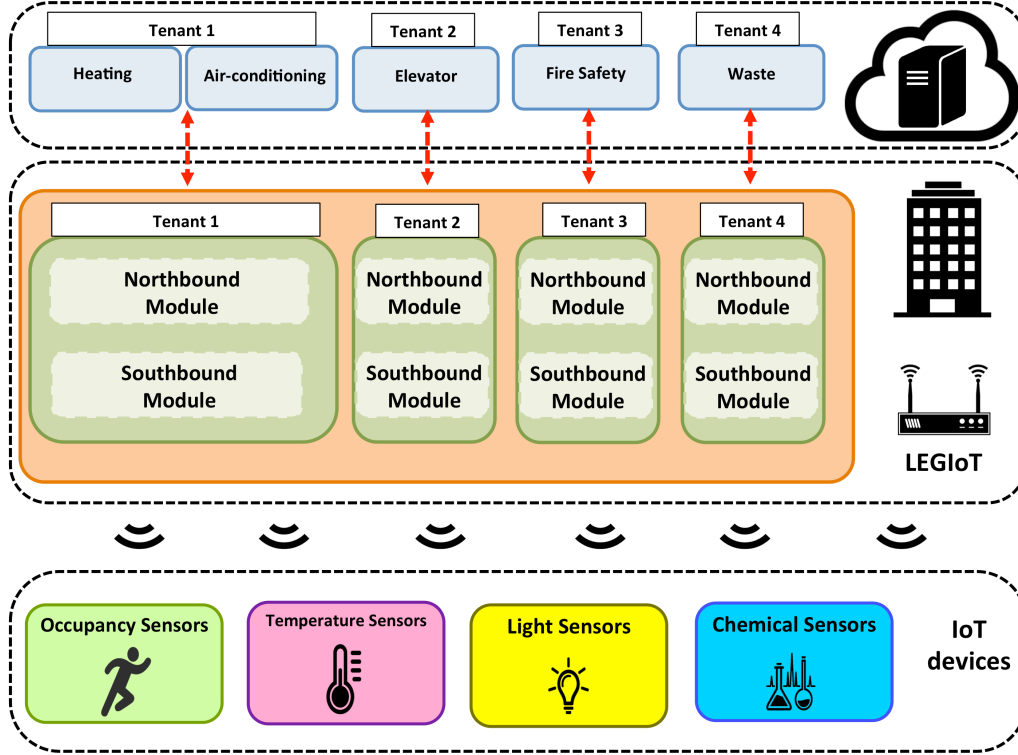 Tenant 1
Tenant 2
Tenant 3
Tenant 4
Heating
Air-conditioning
Elevator
Fire Safety
Waste
Tenant 1
Tenant 2
Tenant 3
Tenant 4
Northbound
Module
Northbound
Module
Northbound
Module
Northbound
Module
Southbound
Module
Southbound
Module
Southbound
Module
Southbound
Module
LEGIoT
Occupancy Sensors
Temperature Sensors
Light Sensors
Chemical Sensors
IoT
devices